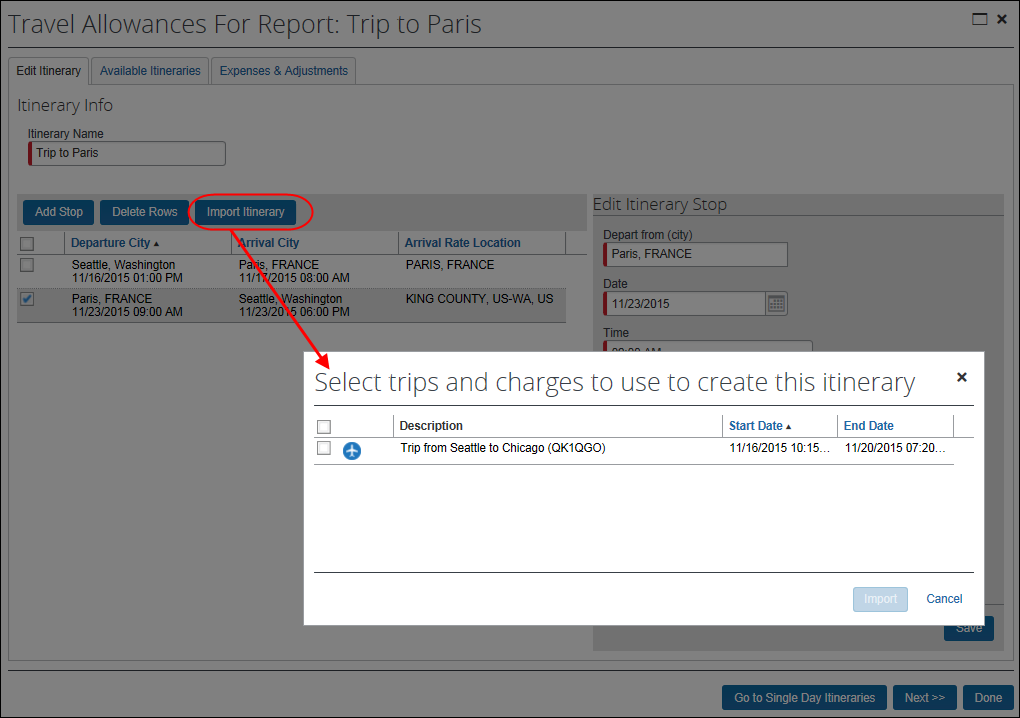 Travel Allowances For Report: Trip to Paris
Edit Itinerary Available Itineraries Expenses & Adjustments
Itinerary Info
Itinerary Name
Trip to Paris
Add Stop Delete Rows Import Itinerary
Departure City Arrival City Arrival Rate Location
Seattle, Washington Paris, FRANCE PARIS, FRANCE
11/16/2015 01:00 PM 11/17/2015 08:00 AM
Paris, FRANCE Seattle, Washington KING COUNTY, US-WA, US
11/23/2015 09:00 AM 11/23/2015 06:00 PM
Edit Itinerary Stop
Depart from (city)
Paris, FRANCE
Date
11/23/2015
Time
09:00 AM
Select trips and charges to use to create this itinerary
Description Start Date End Date
Trip from Seattle to Chicago (QK1QGO) 11/16/2015 10:15... 11/20/2015 07:20...
Import Cancel
Save
Go to Single Day Itineraries Next >> Done